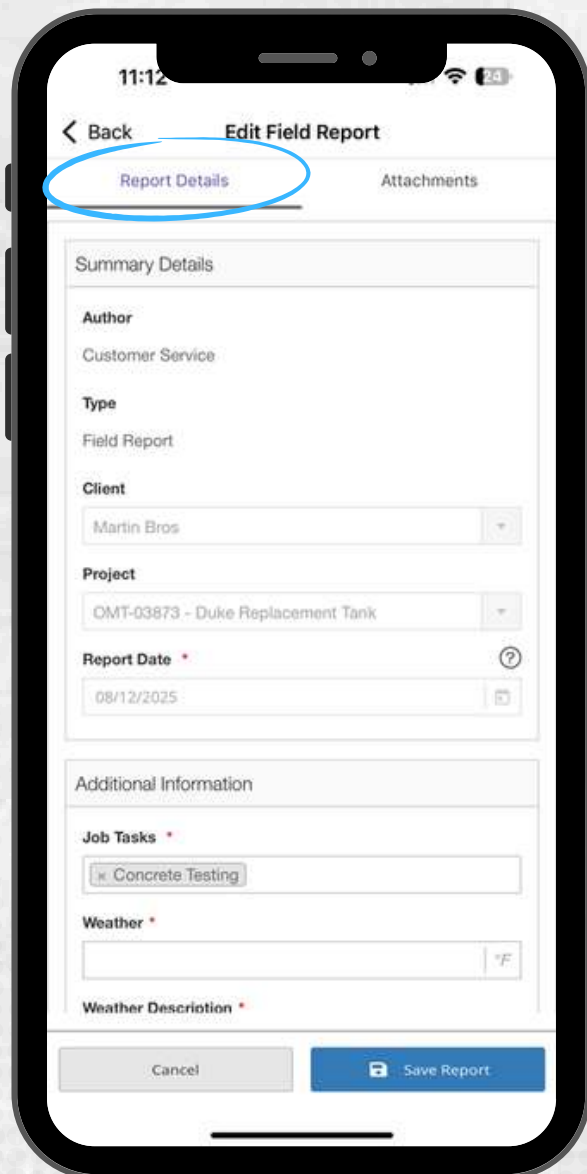 11:12
24
Back
Edit Field Report
Report Details
Attachments
Summary Details
Author
Customer Service
Type
Field Report
Client
Martin Bros
Project
OMT-03873 - Duke Replacement Tank
Report Date *
?
08/12/2025
Additional Information
Job Tasks *
× Concrete Testing
Weather *
°F
Weather Description *
Cancel
Save Report